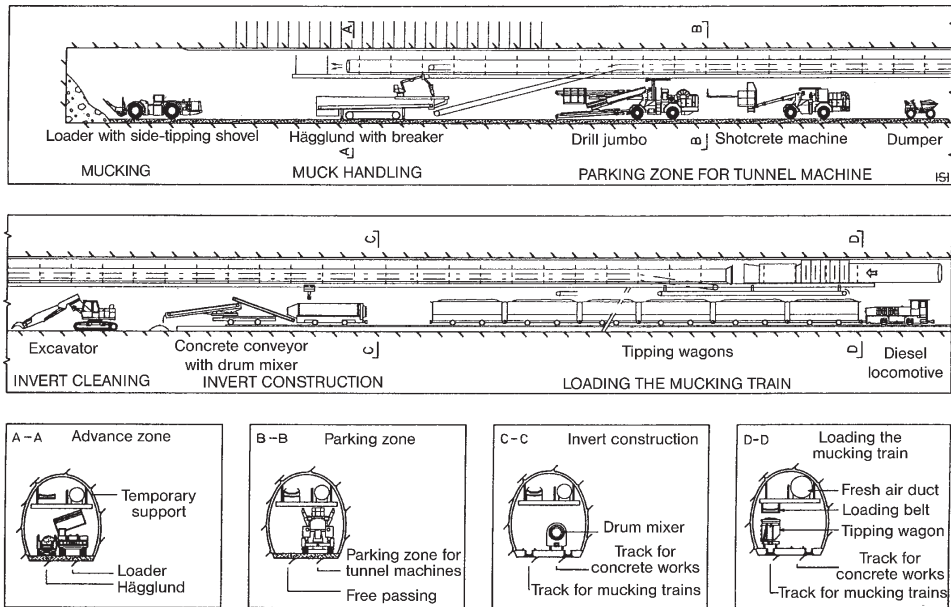 A
B
Loader with side-tipping shovel
Hägglund with breaker
Drill jumbo
Shotcrete machine
Dumper
A
B
MUCKING
MUCK HANDLING
PARKING ZONE FOR TUNNEL MACHINE
C
D
Excavator
Concrete conveyor
with drum mixer
C
Tipping wagons
D
Diesel
locomotive
INVERT CLEANING
INVERT CONSTRUCTION
LOADING THE MUCKING TRAIN
A-A
Advance zone
Temporary
support
Loader
Hägglund
B-B
Parking zone
Parking zone for
tunnel machines
Free passing
C-C
Invert construction
Drum mixer
Track for
concrete works
Track for mucking trains
D-D
Loading the
mucking train
Fresh air duct
Loading belt
Tipping wagon
Track for
concrete works
Track for mucking trains